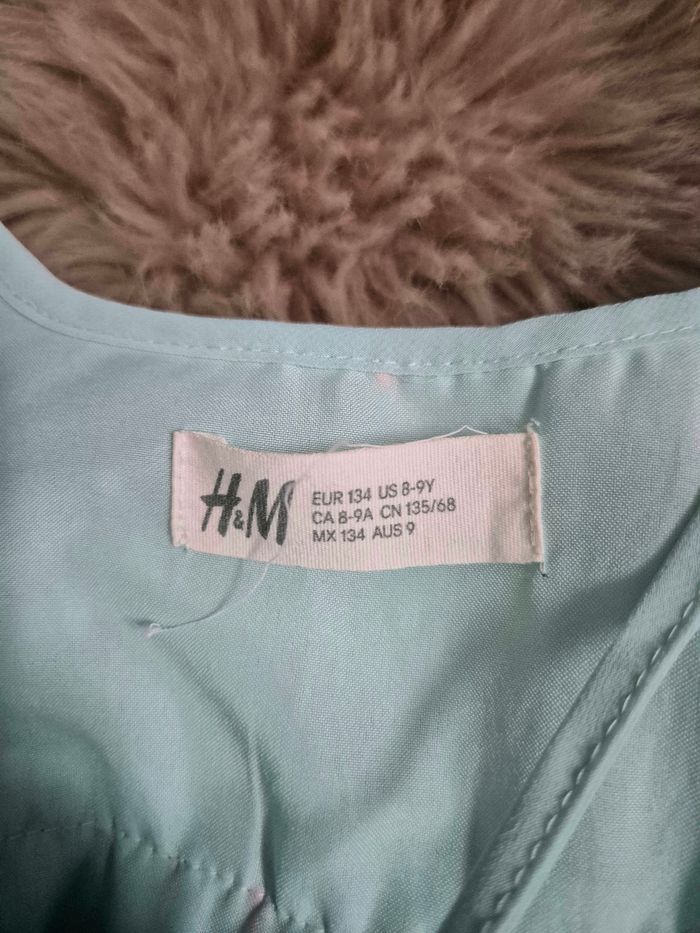 H&M
EUR 134 US 8-9Y
CA 8-9A CN 135/68
MX 134 AUS 9